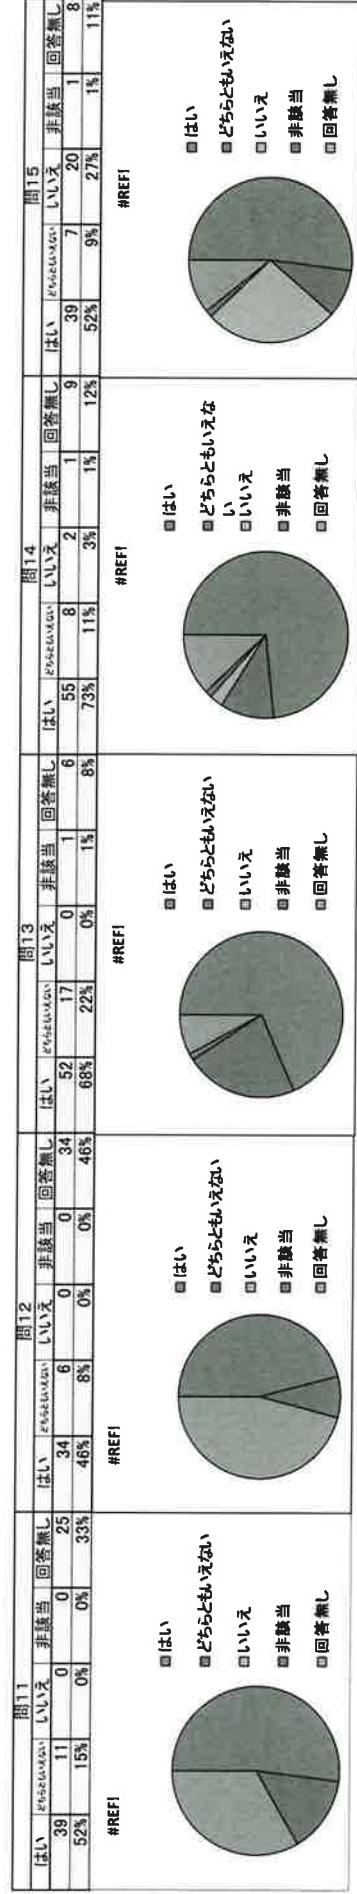 問11
はい どちらともいえない いいえ 非該当 回答無し
39 11 0 0 25
52% 15% 0% 0% 33%
#REF!
はい
どちらともいえない
いいえ
非該当
回答無し
問12
はい どちらともいえない いいえ 非該当 回答無し
34 6 0 0 34
46% 8% 0% 0% 46%
#REF!
はい
どちらともいえない
いいえ
非該当
回答無し
問13
はい どちらともいえない いいえ 非該当 回答無し
52 17 0 1 6
68% 22% 0% 1% 8%
#REF!
はい
どちらともいえない
いいえ
非該当
回答無し
問14
はい どちらともいえない いいえ 非該当 回答無し
55 8 2 1 9
73% 11% 3% 1% 12%
#REF!
はい
どちらともいえな
い
いいえ
非該当
回答無し
問15
はい どちらともいえない いいえ 非該当 回答無し
39 7 20 1 8
52% 9% 27% 1% 11%
#REF!
はい
どちらともいえない
いいえ
非該当
回答無し